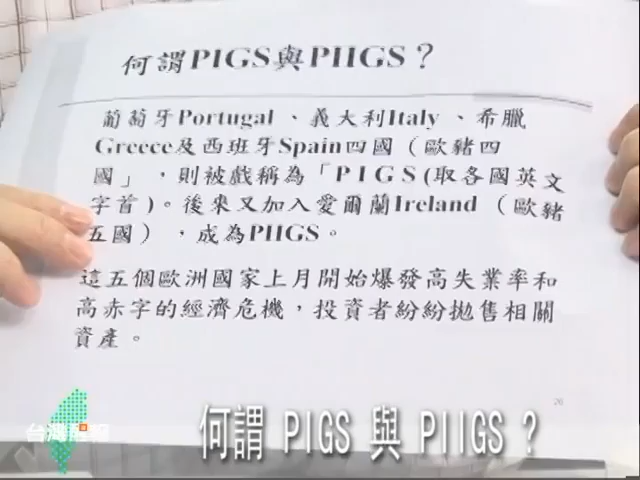 何謂PIGS與PIIGS？
葡萄牙Portugal 、義大利Italy 、希臘
Greece及西班牙Spain四國（歐豬四
國」 ，則被戲稱為「P I G S (取各國英文
字首 )。後來又加入愛爾蘭Ireland （歐豬
五國） ，成為PIIGS。
這五個歐洲國家上月開始爆發高失業率和
高赤字的經濟危機，投資者紛紛拋售相關
資產。
何謂 PIGS 與 PIIGS ?